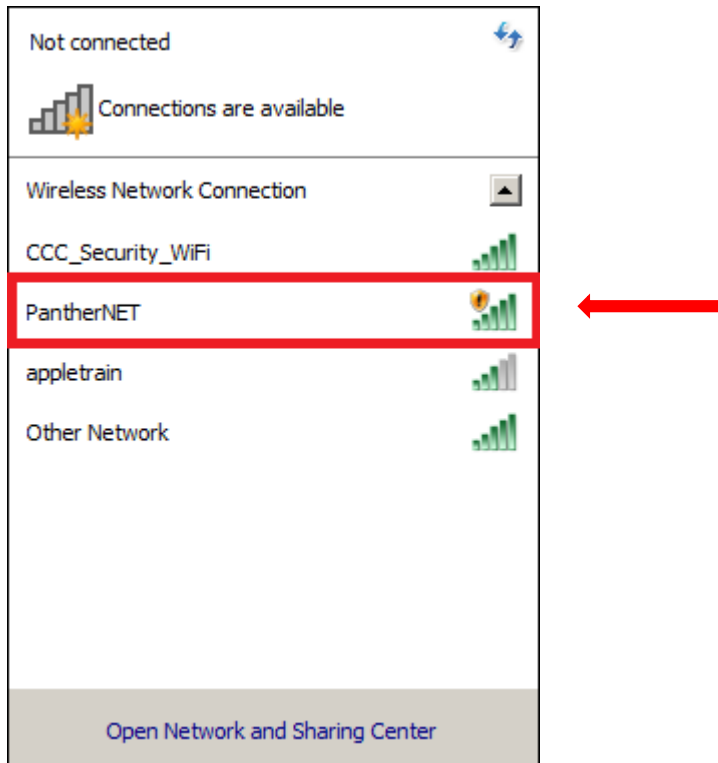 Not connected
Connections are available
Wireless Network Connection
CCC_Security_WiFi
PantherNET
appletrain
Other Network
Open Network and Sharing Center